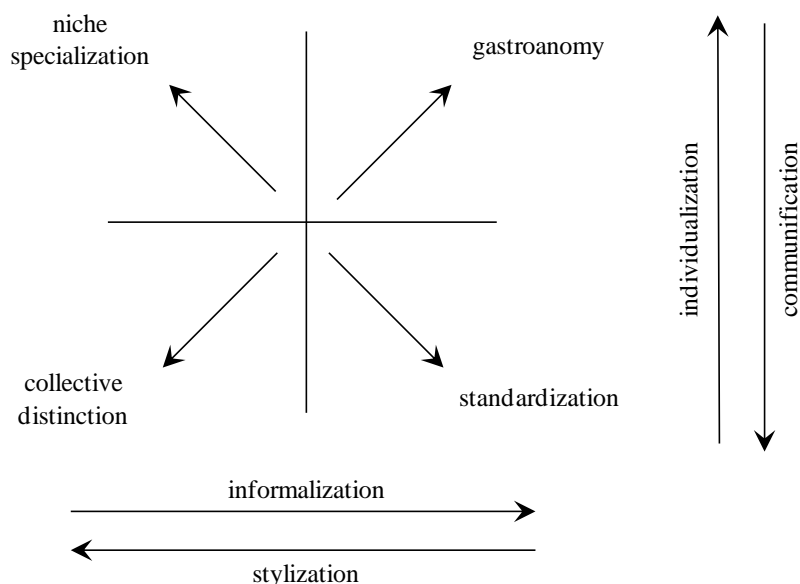 niche
specialization
gastroanomy
individualization
communification
collective
distinction
standardization
informalization
stylization